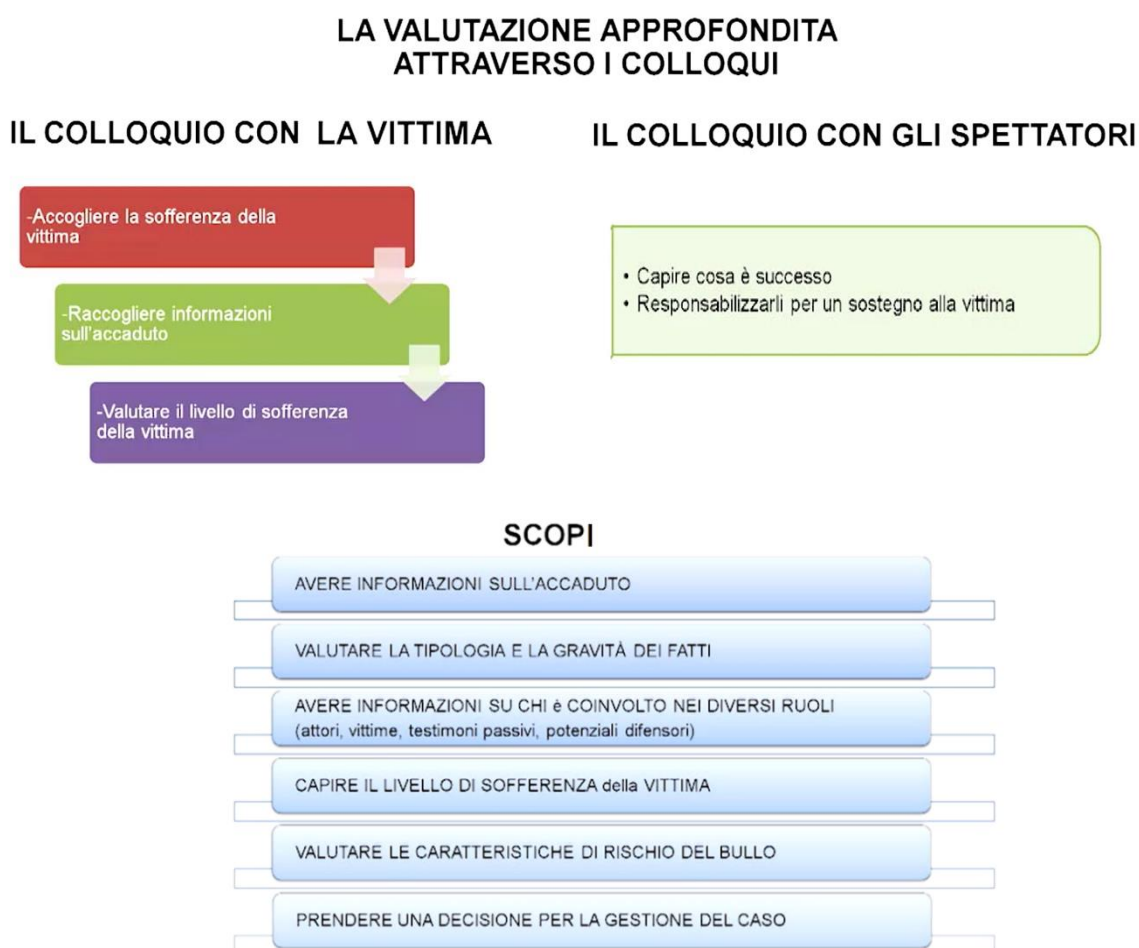 LA VALUTAZIONE APPROFONDITA
ATTRAVERSO I COLLOQUI
IL COLLOQUIO CON LA VITTIMA
-Accogliere la sofferenza della
vittima
-Raccogliere informazioni
sull'accaduto
-Valutare il livello di sofferenza
della vittima
IL COLLOQUIO CON GLI SPETTATORI
• Capire cosa è successo
• Responsabilizzarli per un sostegno alla vittima
SCOPI
AVERE INFORMAZIONI SULL'ACCADUTO
VALUTARE LA TIPOLOGIA E LA GRAVITÀ DEI FATTI
AVERE INFORMAZIONI SU CHI è COINVOLTO NEI DIVERSI RUOLI
(attori, vittime, testimoni passivi, potenziali difensori)
CAPIRE IL LIVELLO DI SOFFERENZA della VITTIMA
VALUTARE LE CARATTERISTICHE DI RISCHIO DEL BULLO
PRENDERE UNA DECISIONE PER LA GESTIONE DEL CASO